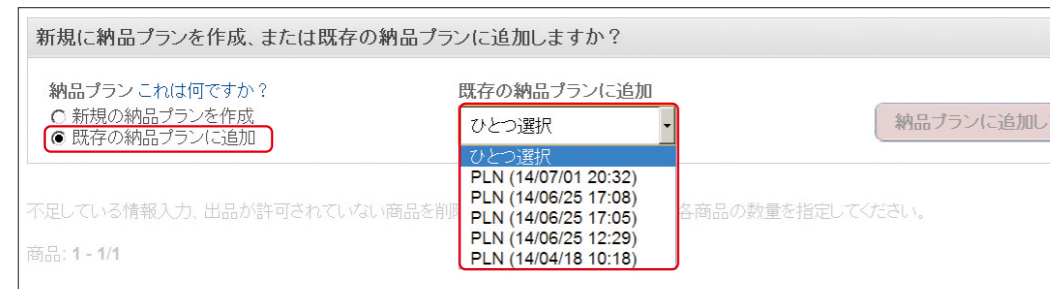 新規に納品プランを作成、または既存の納品プランに追加しますか？
納品プラン これは何ですか？
新規の納品プランを作成
既存の納品プランに追加
既存の納品プランに追加
ひとつ選択
ひとつ選択
PLN (14/07/01 20:32)
PLN (14/06/25 17:08)
PLN (14/06/25 17:05)
PLN (14/06/25 12:29)
PLN (14/04/18 10:18)
納品プランに追加し
不足している情報入力、出品が許可されていない商品を削 各商品の数量を指定してください。
商品: 1 - 1/1